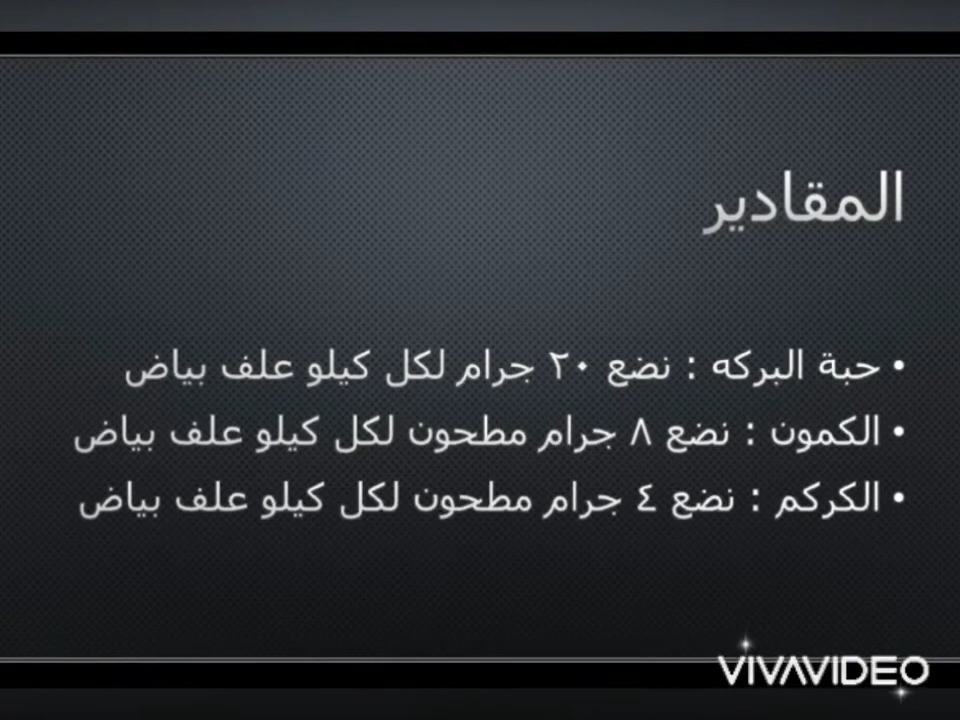 المقادير
• حبة البركه : نضع ٢٠ جرام لكل كيلو علف بياض
• الكمون : نضع ٨ جرام مطحون لكل كيلو علف بياض
• الكركم : نضع ٤ جرام مطحون لكل كيلو علف بياض
VIVAVIDEO